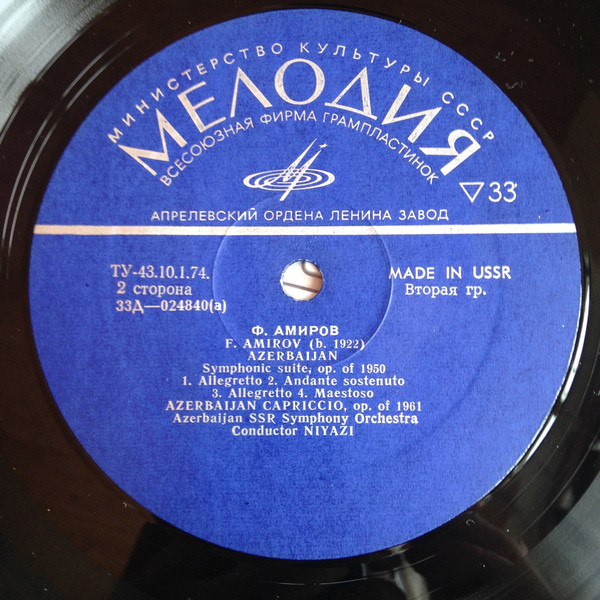 МИНИСТЕРСТВО КУЛЬТУРЫ СССР
МЕЛОДИЯ
ВСЕСОЮЗНАЯ ФИРМА ГРАМПЛАСТИНОК
33
АПРЕЛЕВСКИЙ ОРДЕНА ЛЕНИНА ЗАВОД
ТУ-43.10.1.74.
2 сторона
33Д—024840(а)
MADE IN USSR
Вторая гр.
Ф. АМИРОВ
F. AMIROV (b. 1922)
AZERBAIJAN
Symphonic suite, op. of 1950
1. Allegretto 2. Andante sostenuto
3. Allegretto 4. Maestoso
AZERBAIJAN CAPRICCIO, op. of 1961
Azerbaijan SSR Symphony Orchestra
Conductor NIYAZI